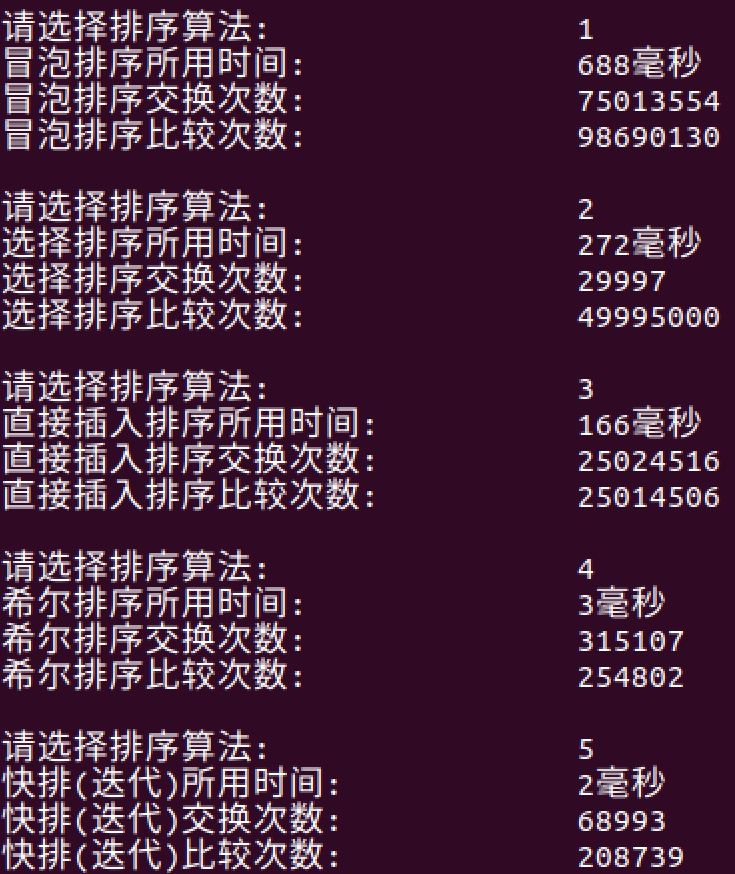 请选择排序算法: 1
冒泡排序所用时间: 688毫秒
冒泡排序交换次数: 75013554
冒泡排序比较次数: 98690130
请选择排序算法: 2
选择排序所用时间: 272毫秒
选择排序交换次数: 29997
选择排序比较次数: 49995000
请选择排序算法: 3
直接插入排序所用时间: 166毫秒
直接插入排序交换次数: 25024516
直接插入排序比较次数: 25014506
请选择排序算法: 4
希尔排序所用时间: 3毫秒
希尔排序交换次数: 315107
希尔排序比较次数: 254802
请选择排序算法: 5
快排(迭代)所用时间: 2毫秒
快排(迭代)交换次数: 68993
快排(迭代)比较次数: 208739